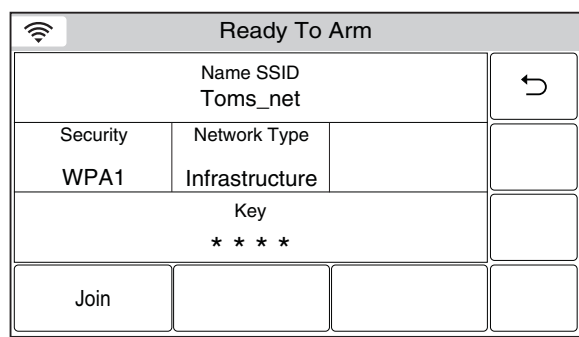 Ready To Arm
Name SSID
Toms_net
Security
Network Type
WPA1
Infrastructure
Key
* * * *
Join